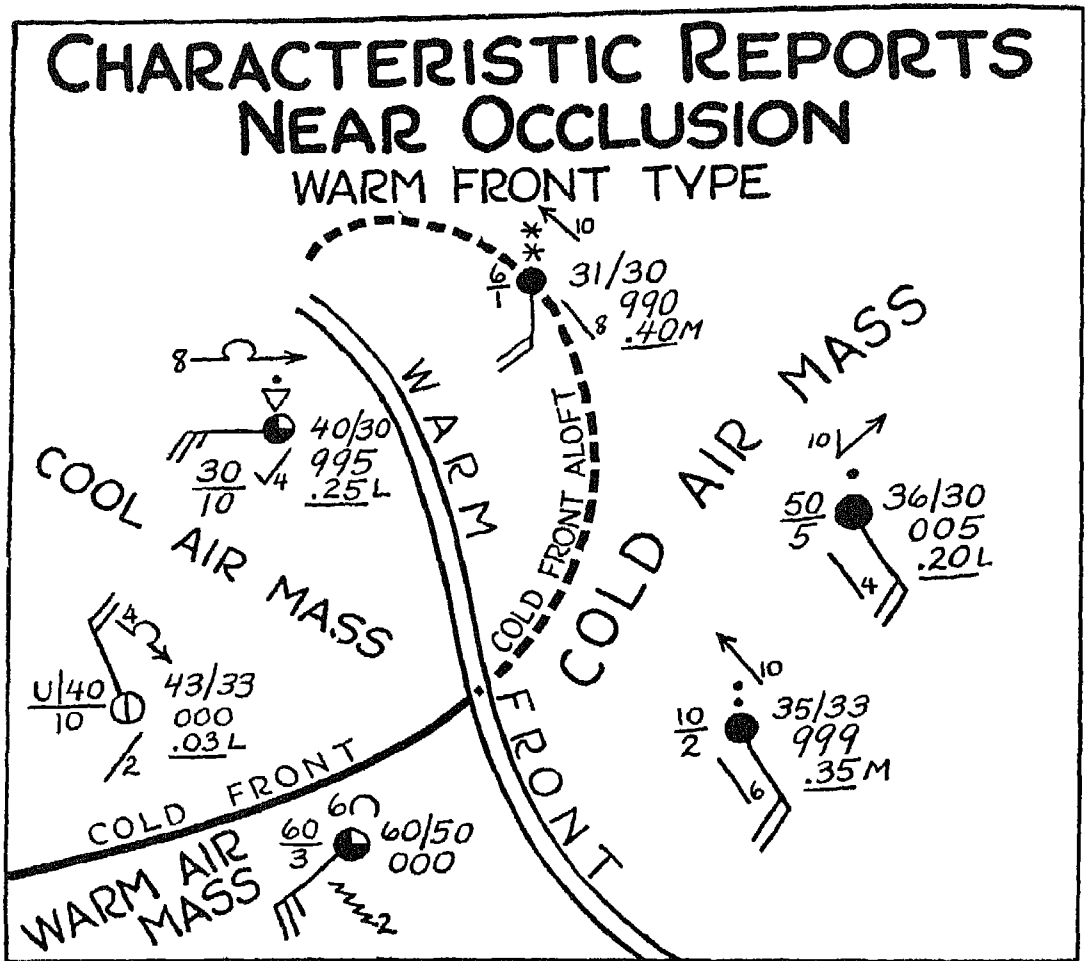 CHARACTERISTIC REPORTS
NEAR OCCLUSION
WARM FRONT TYPE
10
6
-1
31/30
990
8
.40M
8
40/30
995
.25L
30
10
4
WARM FRONT
COLD FRONT ALOFT
COOL AIR MASS
COLD AIR MASS
10
50
5
36/30
005
.20L
4
4
U/40
10
43/33
000
.03L
2
10
10
2
35/33
999
.35M
6
COLD FRONT
6
60
3
60/50
000
2
WARM AIR
MASS